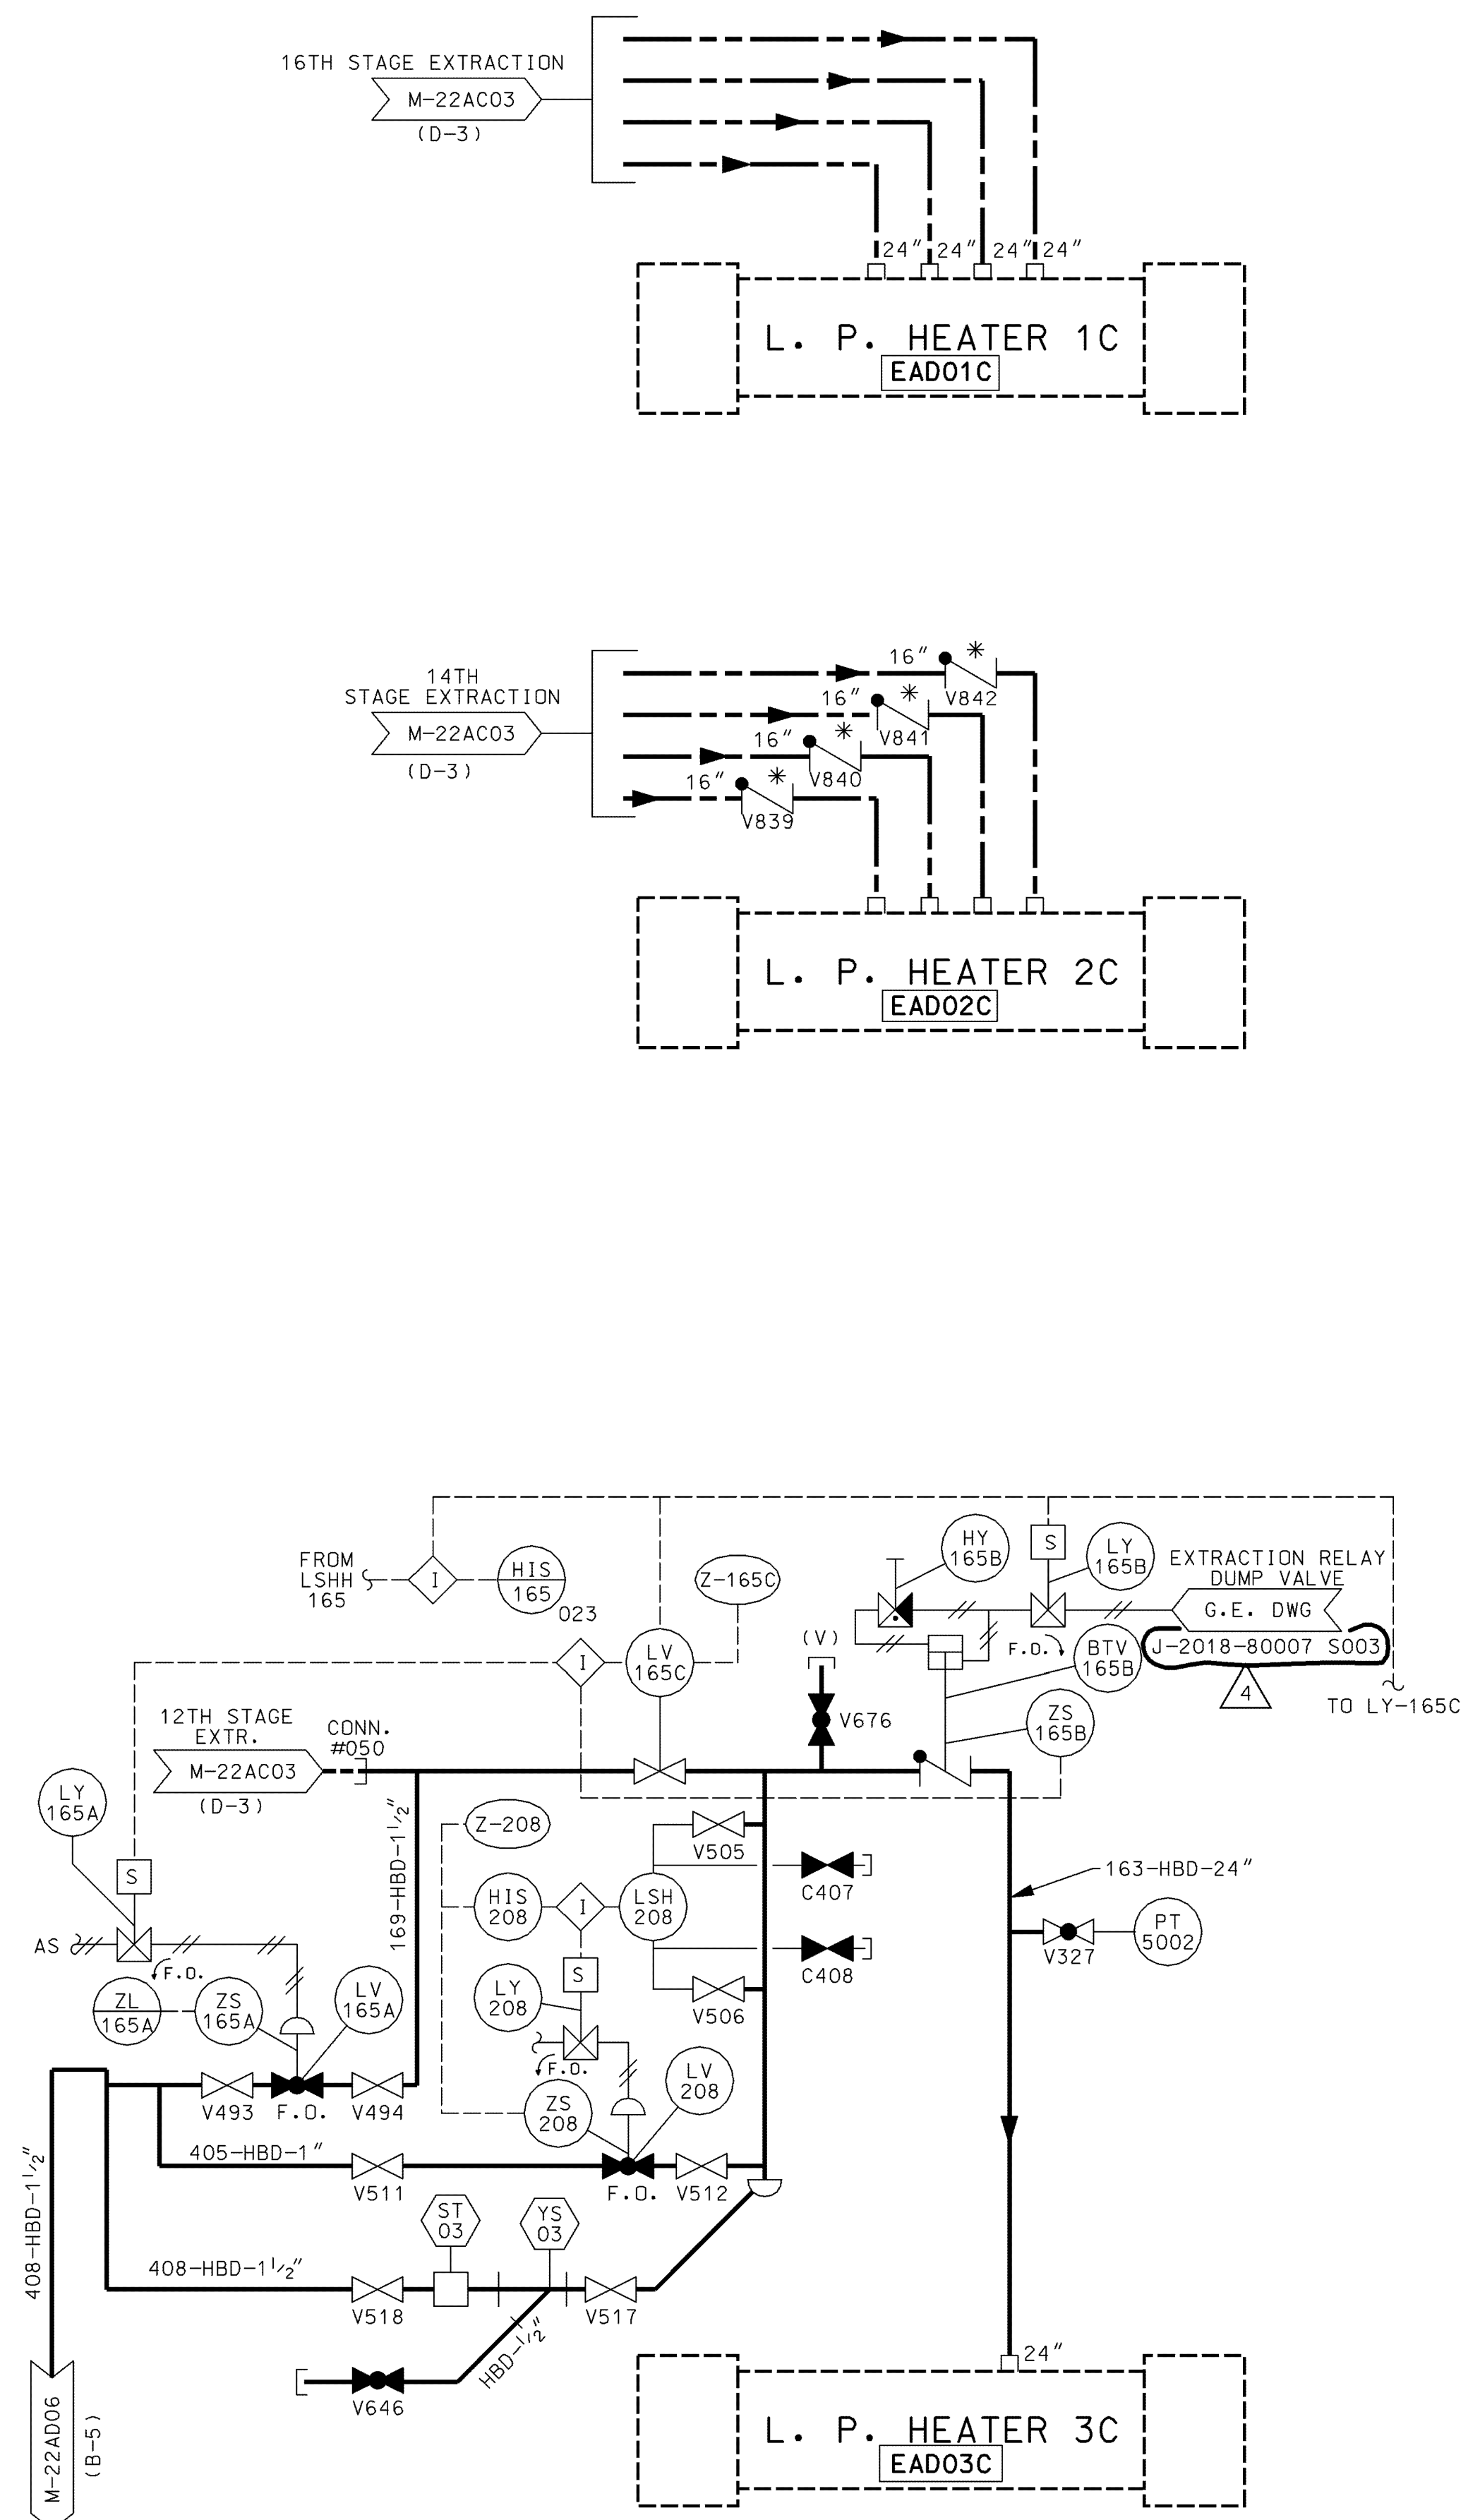 16TH STAGE EXTRACTION
M-22AC03
(D-3)
24" 24" 24" 24"
L. P. HEATER 1C
EAD01C
14TH
STAGE EXTRACTION
M-22AC03
(D-3)
16"
V842
16"
V841
16"
V840
16"
V839
L. P. HEATER 2C
EAD02C
FROM
LSHH
165
I
HIS
165
023
Z-165C
HY
165B
S
LY
165B
EXTRACTION RELAY
DUMP VALVE
G.E. DWG
J-2018-80007 S003
4
TO LY-165C
F.O.
BTV
165B
ZS
165B
(V)
V676
I
LV
165C
12TH STAGE
EXTR.
M-22AC03
(D-3)
CONN.
#050
LY
165A
S
AS
F.O.
ZL
165A
ZS
165A
LV
165A
169-HBD-1 1/2"
Z-208
HIS
208
I
LSH
208
V505
C407
C408
V506
S
LY
208
F.O.
ZS
208
LV
208
163-HBD-24"
V327
PT
5002
V493
F.O.
V494
405-HBD-1"
V511
F.O.
V512
408-HBD-1 1/2"
ST
03
YS
03
408-HBD-1 1/2"
V518
V517
HBD-1/2"
V646
M-22AD06
(B-5)
24"
L. P. HEATER 3C
EAD03C